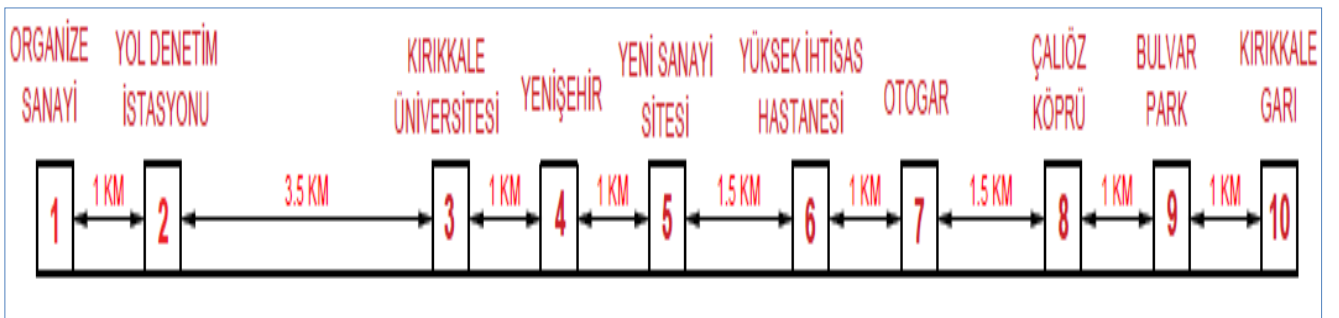 ORGANİZE
SANAYİ
YOL DENETİM
İSTASYONU
KIRIKKALE
ÜNİVERSİTESİ
YENİŞEHİR
YENİ SANAYİ
SİTESİ
YÜKSEK İHTİSAS
HASTANESİ
OTOGAR
ÇALIÖZ
KÖPRÜ
BULVAR
PARK
KIRIKKALE
GARI
1 KM
3.5 KM
1 KM
1 KM
1.5 KM
1 KM
1.5 KM
1 KM
1 KM
1
2
3
4
5
6
7
8
9
10